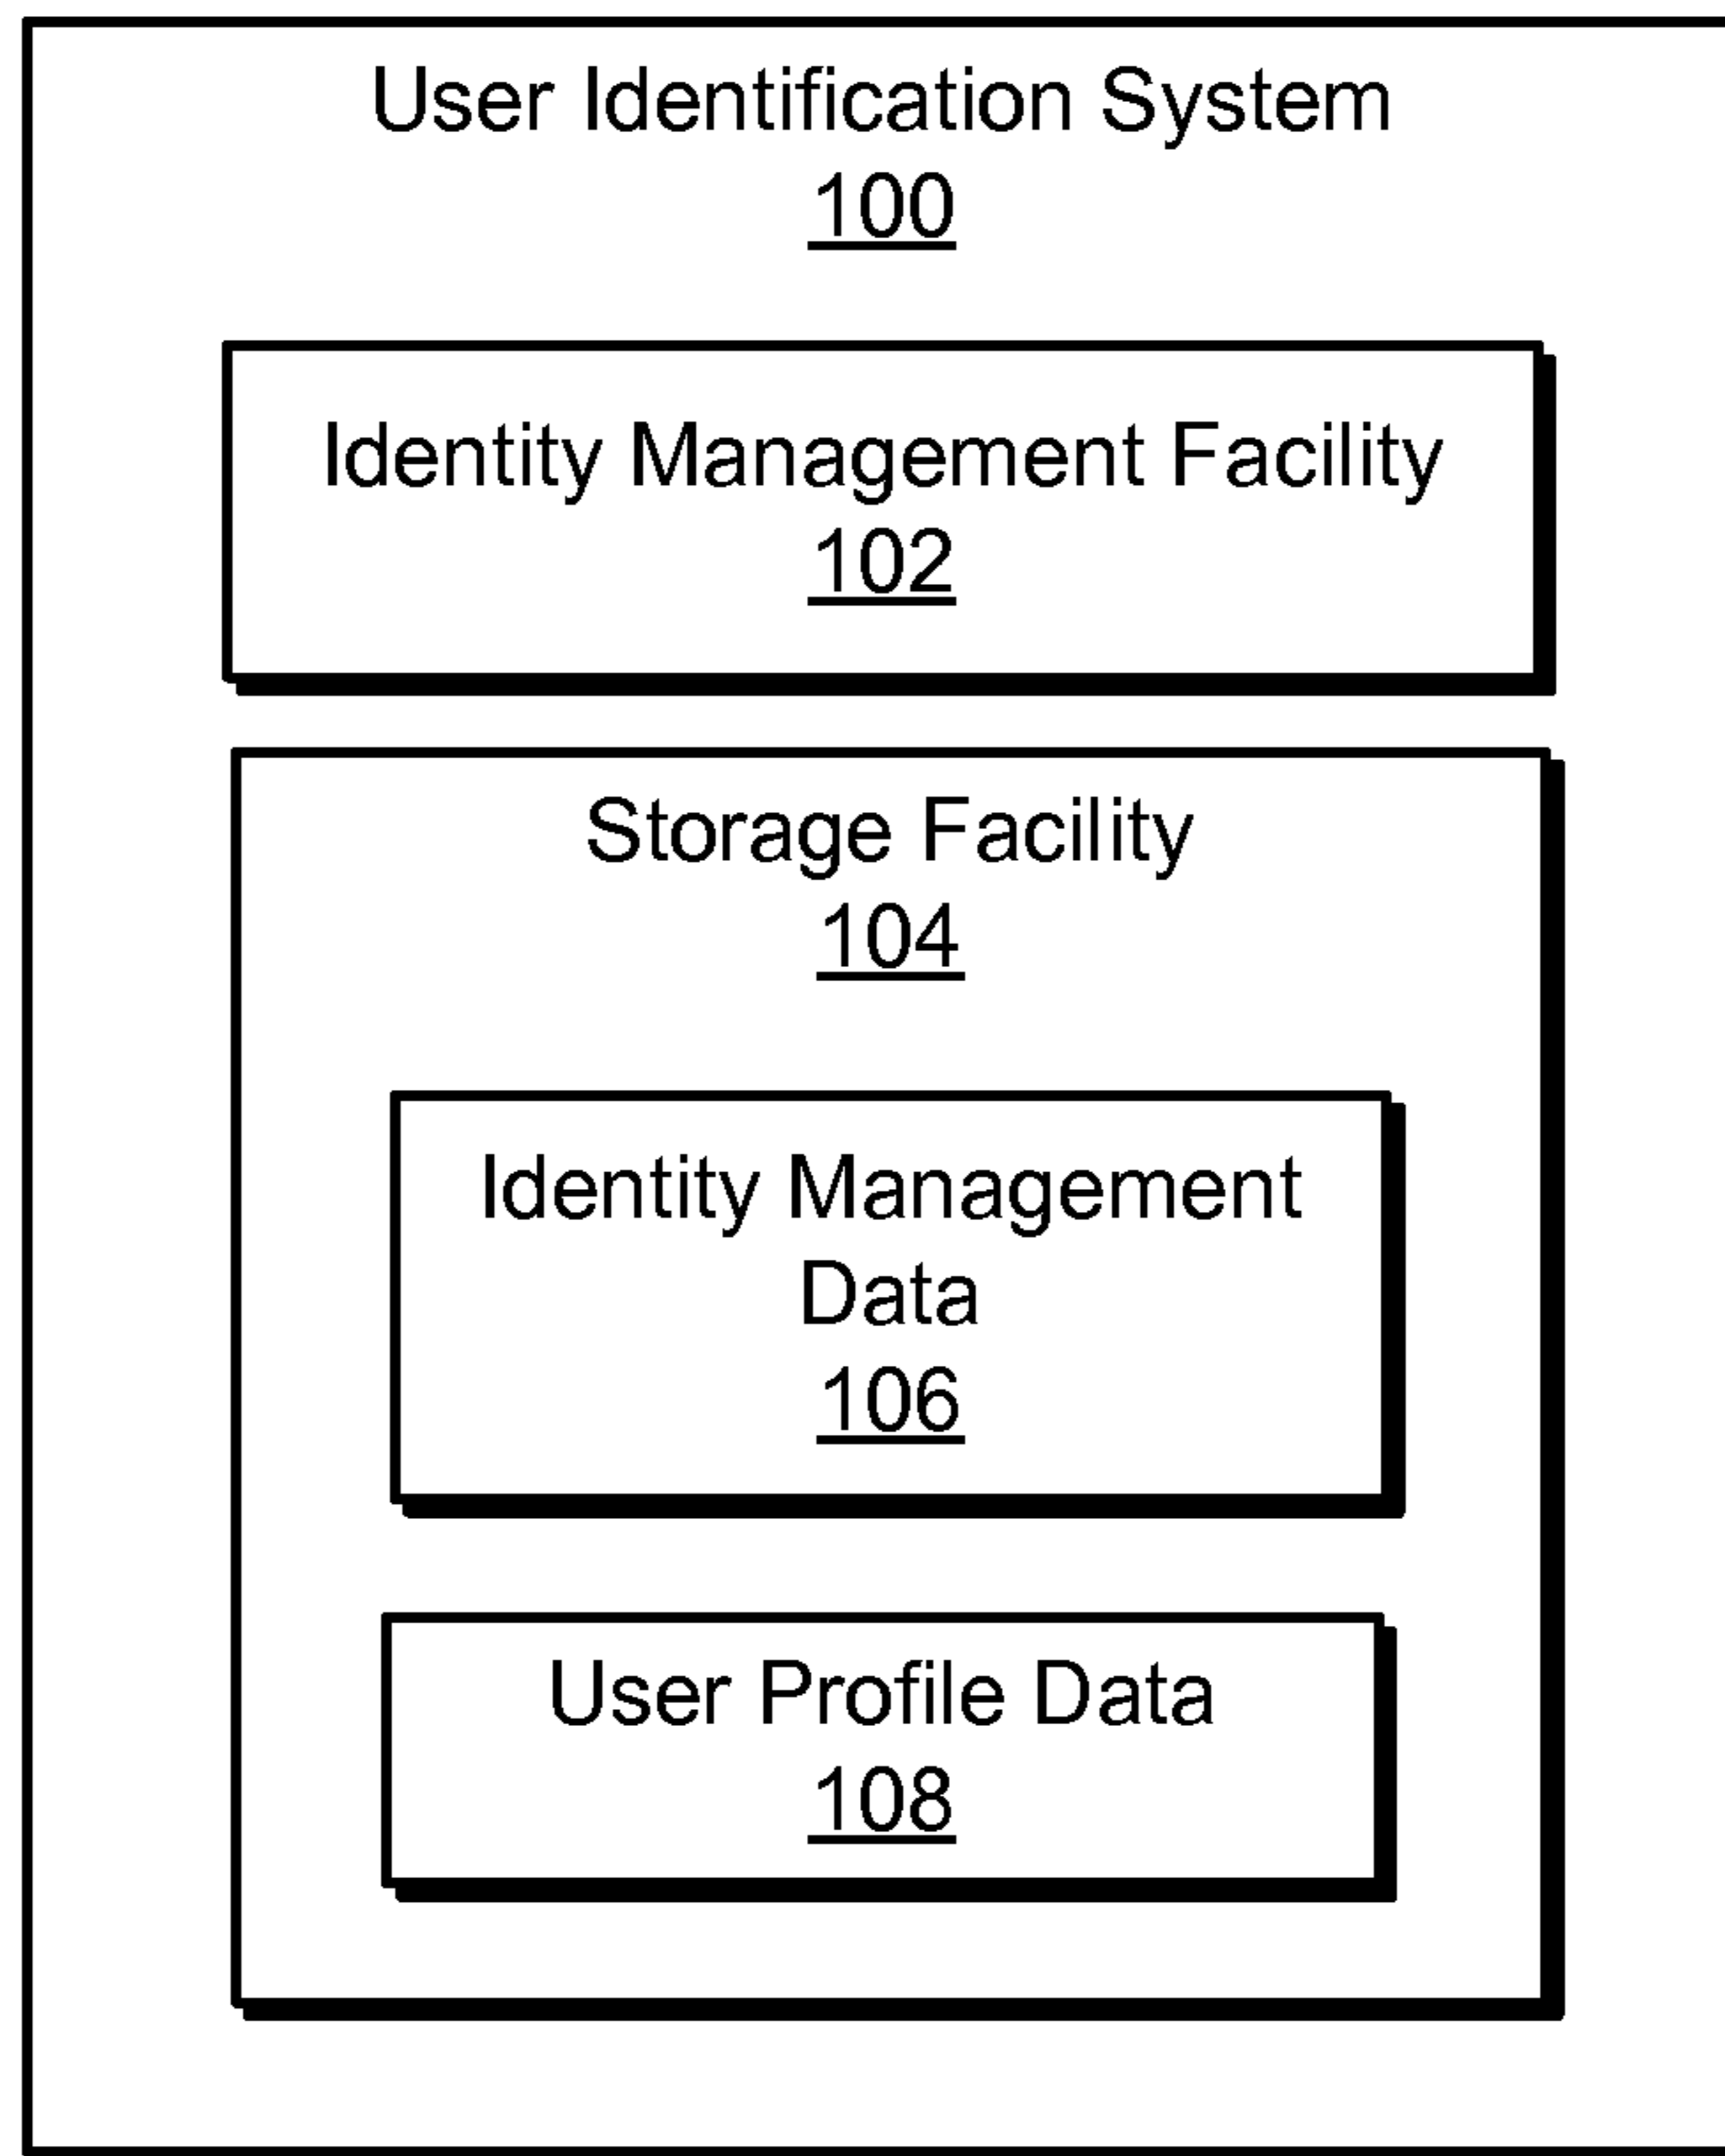 User Identification System
100
Identity Management Facility
102
Storage Facility
104
Identity Management
Data
106
User Profile Data
108